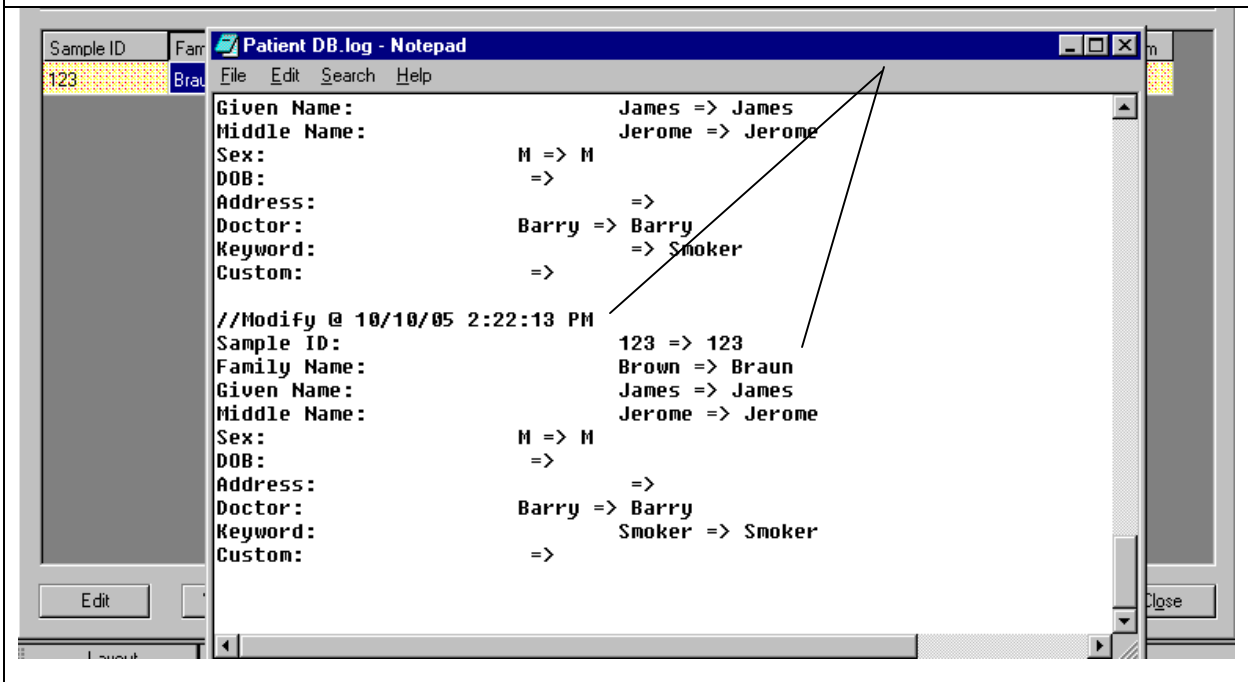 Patient DB.log - Notepad
Sample ID
File Edit Search Help
123
Given Name: James => James
Middle Name: Jerome => Jerome
Sex: M => M
DOB: =>
Address: =>
Doctor: Barry => Barry
Keyword: => Smoker
Custom: =>
//Modify @ 10/10/05 2:22:13 PM
Sample ID: 123 => 123
Family Name: Brown => Braun
Given Name: James => James
Middle Name: Jerome => Jerome
Sex: M => M
DOB: =>
Address: =>
Doctor: Barry => Barry
Keyword: Smoker => Smoker
Custom: =>
Edit Close